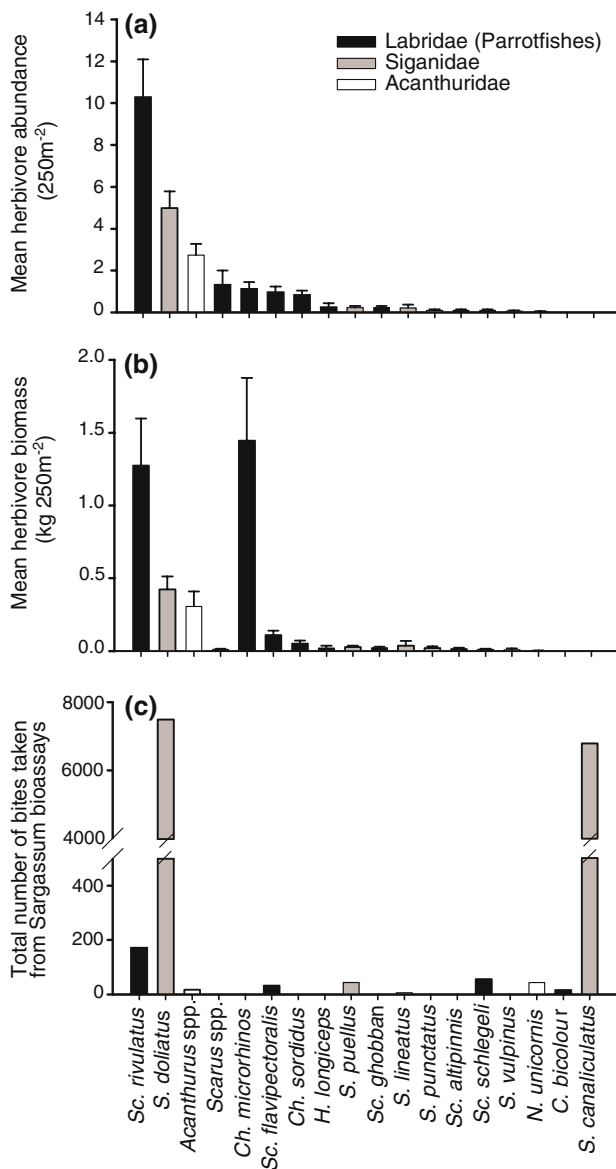 (a)
Labridae (Parrotfishes)
Siganidae
Acanthuridae
Mean herbivore abundance
(250m-2)
14
12
10
8
6
4
2
0
(b)
Mean herbivore biomass
(kg 250m-2)
2.0
1.5
1.0
0.5
0.0
(c)
Total number of bites taken
from Sargassum bioassays
8000
6000
4000
400
200
0
Sc. rivulatus
S. doliatus
Acanthurus spp.
Scarus spp.
Ch. microrhinos
Sc. flavipectoralis
Ch. sordidus
H. longiceps
S. puellus
Sc. ghobban
S. lineatus
S. punctatus
Sc. altipinnis
Sc. schlegeli
S. vulpinus
N. unicornis
C. bicolour
S. canaliculatus